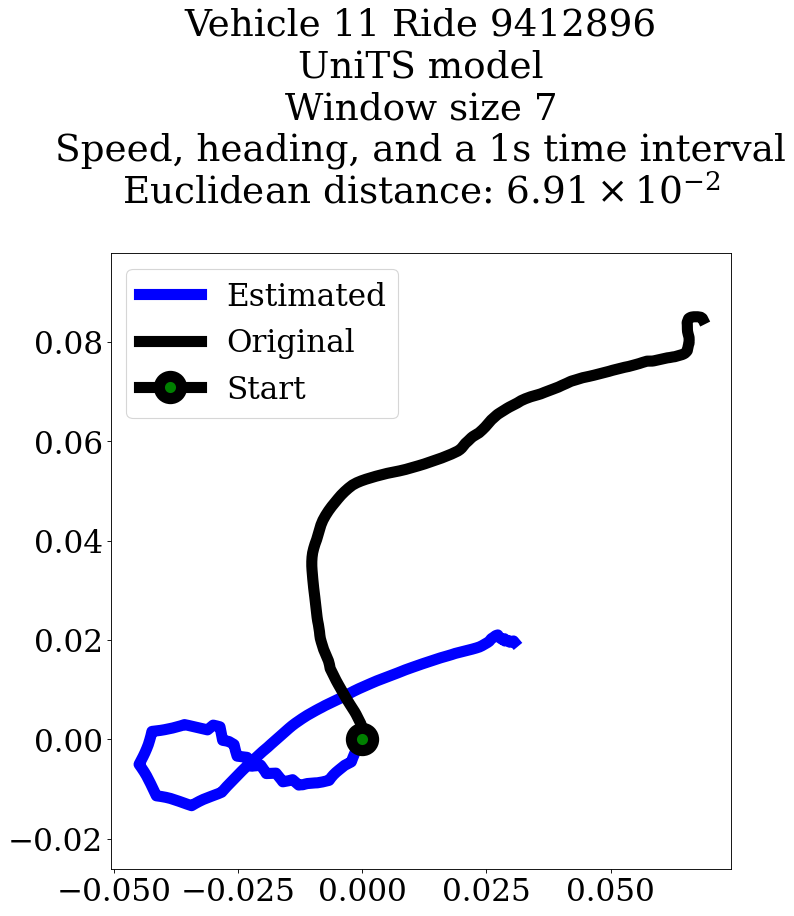 Vehicle 11 Ride 9412896
UniTS model
Window size 7
Speed, heading, and a 1s time interval
Euclidean distance: 6.91 × 10⁻²
Estimated
Original
Start
0.08
0.06
0.04
0.02
0.00
−0.02
−0.050 −0.025 0.000 0.025 0.050